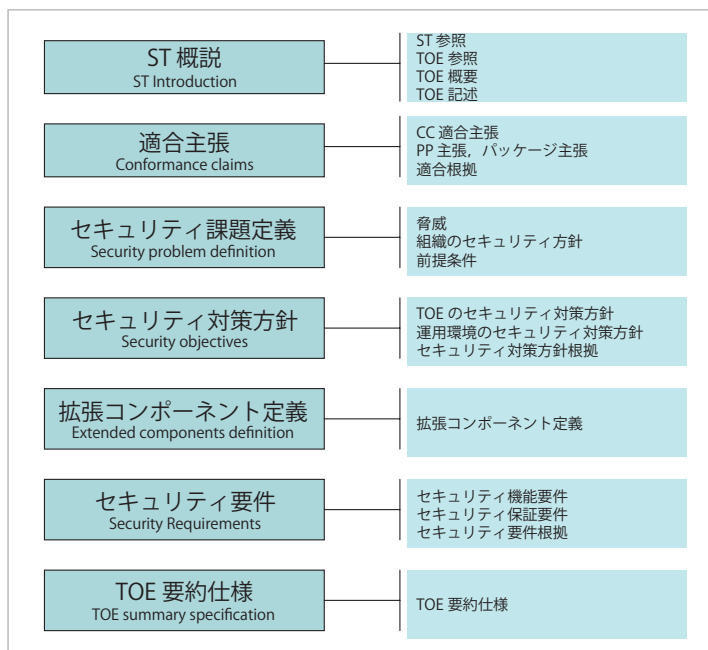 ST 概説
ST Introduction
ST 参照
TOE 参照
TOE 概要
TOE 記述
適合主張
Conformance claims
CC 適合主張
PP 主張，パッケージ主張
適合根拠
セキュリティ課題定義
Security problem definition
脅威
組織のセキュリティ方針
前提条件
セキュリティ対策方針
Security objectives
TOE のセキュリティ対策方針
運用環境のセキュリティ対策方針
セキュリティ対策方針根拠
拡張コンポーネント定義
Extended components definition
拡張コンポーネント定義
セキュリティ要件
Security Requirements
セキュリティ機能要件
セキュリティ保証要件
セキュリティ要件根拠
TOE 要約仕様
TOE summary specification
TOE 要約仕様